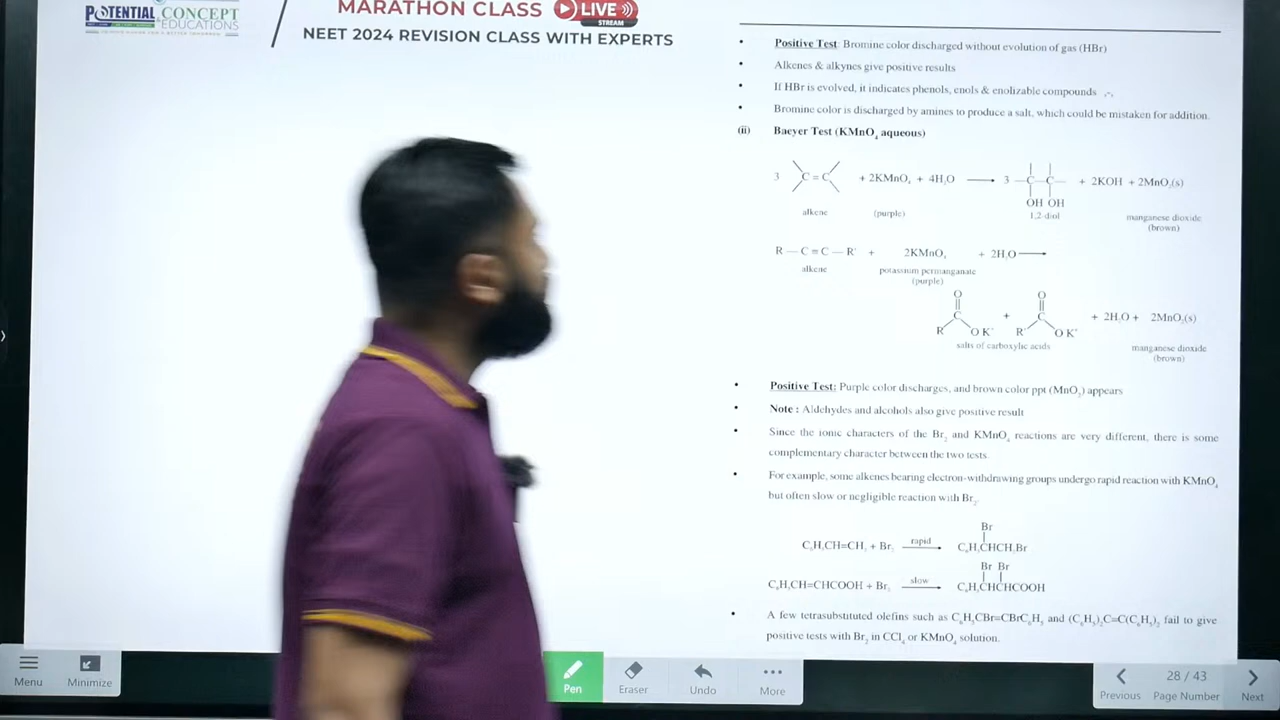 POTENTIAL CONCEPT
EDUCATIONS
MARATHON CLASS LIVE
STREAM
NEET 2024 REVISION CLASS WITH EXPERTS
• Positive Test: Bromine color discharged without evolution of gas (HBr)
• Alkenes & alkynes give positive results
• If HBr is evolved, it indicates phenols, enols & enolizable compounds
• Bromine color is discharged by amines to produce a salt, which could be mistaken for addition.
(ii) Baeyer Test (KMnO₄ aqueous)
3 C=C + 2KMnO₄ + 4H₂O ⟶ 3 —C—C— + 2KOH + 2MnO₂(s)
OH OH
alkene (purple) 1,2-diol manganese dioxide
(brown)
R—C≡C—R' + 2KMnO₄ + 2H₂O ⟶
alkene potassium permanganate
(purple)
O O
C + C + 2H₂O + 2MnO₂(s)
R O K⁺ R' O K⁺
salts of carboxylic acids manganese dioxide
(brown)
• Positive Test: Purple color discharges, and brown color ppt (MnO₂) appears
• Note : Aldehydes and alcohols also give positive result
• Since the ionic characters of the Br₂ and KMnO₄ reactions are very different, there is some
complementary character between the two tests.
• For example, some alkenes bearing electron-withdrawing groups undergo rapid reaction with KMnO₄
but often slow or negligible reaction with Br₂.
Br
C₆H₅CH=CH₂ + Br₂ rapid ⟶ C₆H₅CHCH₂Br
Br Br
C₆H₅CH=CHCOOH + Br₂ slow ⟶ C₆H₅CHCHCOOH
• A few tetrasubstituted olefins such as C₆H₅CBr=CBrC₆H₅ and (C₆H₅)₂C=C(C₆H₅)₂ fail to give
positive tests with Br₂ in CCl₄ or KMnO₄ solution.
Menu
Minimize
Pen
Eraser
Undo
More
Previous
28 / 43
Page Number
Next